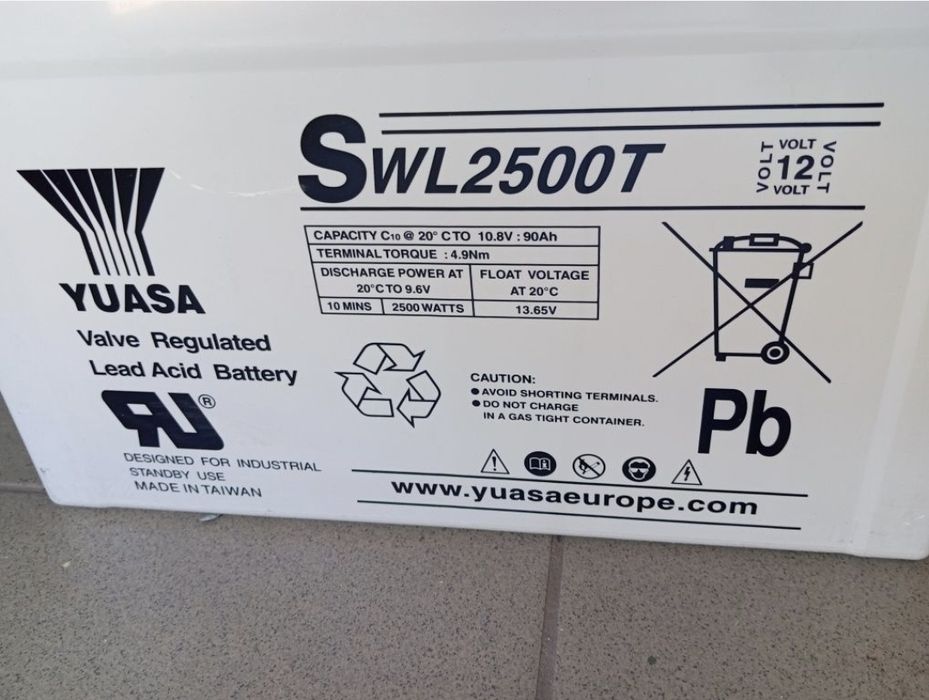 SWL2500T
VOLT
VOLT 12 VOLT
VOLT
YUASA
Valve Regulated
Lead Acid Battery
RU®
DESIGNED FOR INDUSTRIAL
STANDBY USE
MADE IN TAIWAN
CAPACITY C10 @ 20° C TO 10.8V : 90Ah
TERMINAL TORQUE : 4.9Nm
DISCHARGE POWER AT
20°C TO 9.6V
FLOAT VOLTAGE
AT 20°C
10 MINS 2500 WATTS 13.65V
CAUTION:
● AVOID SHORTING TERMINALS.
● DO NOT CHARGE
IN A GAS TIGHT CONTAINER.
Pb
www.yuasaeurope.com